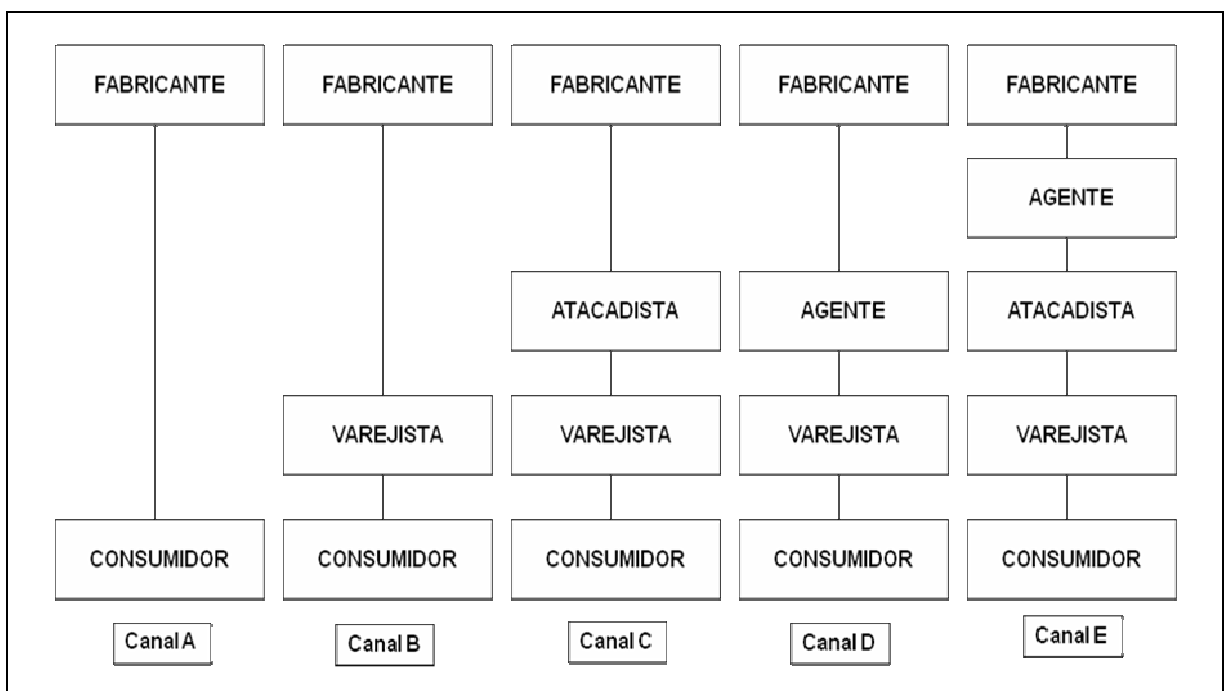 FABRICANTE
FABRICANTE
FABRICANTE
FABRICANTE
FABRICANTE
AGENTE
ATACADISTA
AGENTE
ATACADISTA
VAREJISTA
VAREJISTA
VAREJISTA
VAREJISTA
CONSUMIDOR
CONSUMIDOR
CONSUMIDOR
CONSUMIDOR
CONSUMIDOR
Canal A
Canal B
Canal C
Canal D
Canal E